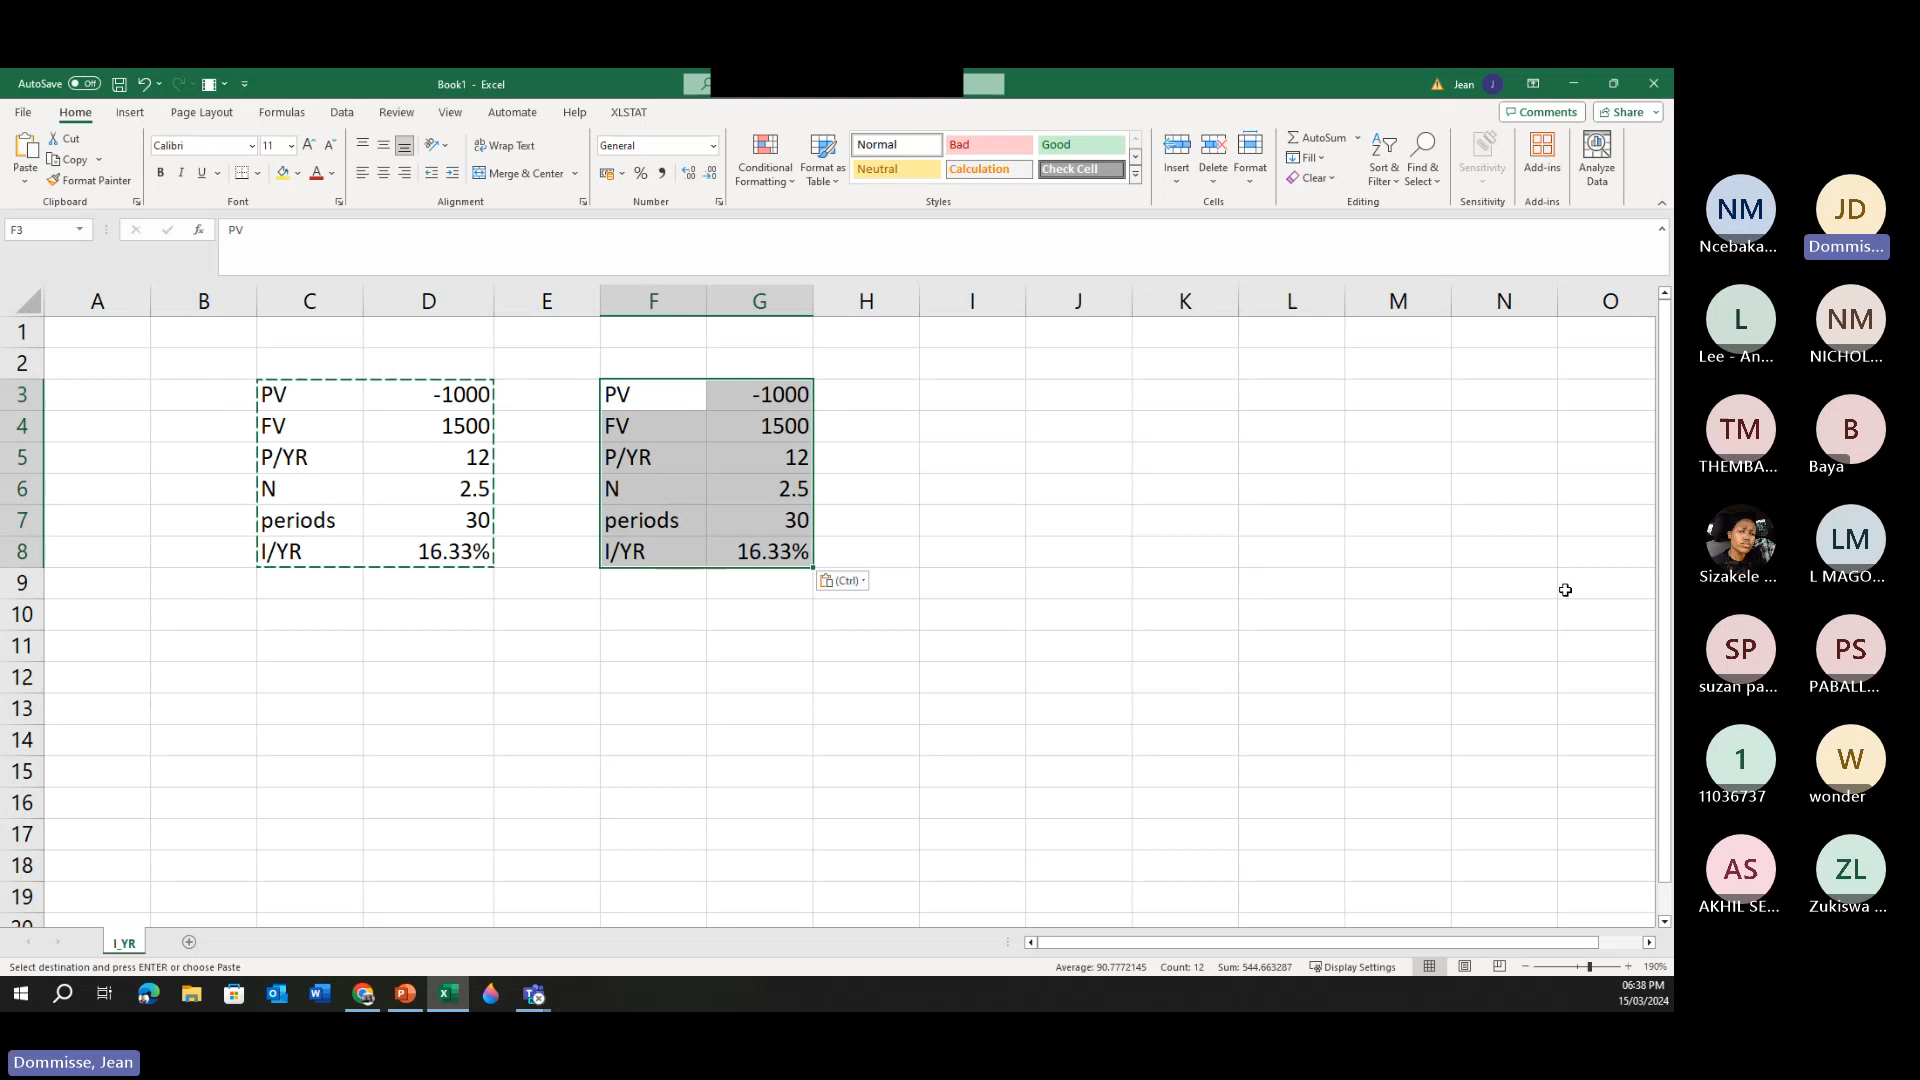 AutoSave Off Book1 - Excel Jean J
File Home Insert Page Layout Formulas Data Review View Automate Help XLSTAT Comments Share
Paste Cut Copy Format Painter Clipboard
Calibri 11 A A B I U A Font
Wrap Text Merge & Center Alignment
General % Number
Conditional Formatting Format as Table
Normal Bad Good
Neutral Calculation Check Cell
Styles
Insert Delete Format Cells
AutoSum Fill Clear Sort & Filter Find & Select Editing
Sensitivity Sensitivity
Add-ins Add-ins
Analyze Data
F3 fx PV
A B C D E F G H I J K L M N O
1
2
3 PV -1000 PV -1000
4 FV 1500 FV 1500
5 P/YR 12 P/YR 12
6 N 2.5 N 2.5
7 periods 30 periods 30
8 I/YR 16.33% I/YR 16.33%
(Ctrl)
9
10
11
12
13
14
15
16
17
18
19
I_YR
Select destination and press ENTER or choose Paste Average: 90.7772145 Count: 12 Sum: 544.663287 Display Settings 190%
06:38 PM
15/03/2024
NM JD
Ncebaka... Dommis...
L NM
Lee - An... NICHOL...
TM B
THEMBA... Baya
LM
Sizakele ... L MAGO...
SP PS
suzan pa... PABALL...
1 W
11036737 wonder
AS ZL
AKHIL SE... Zukiswa ...
Dommisse, Jean